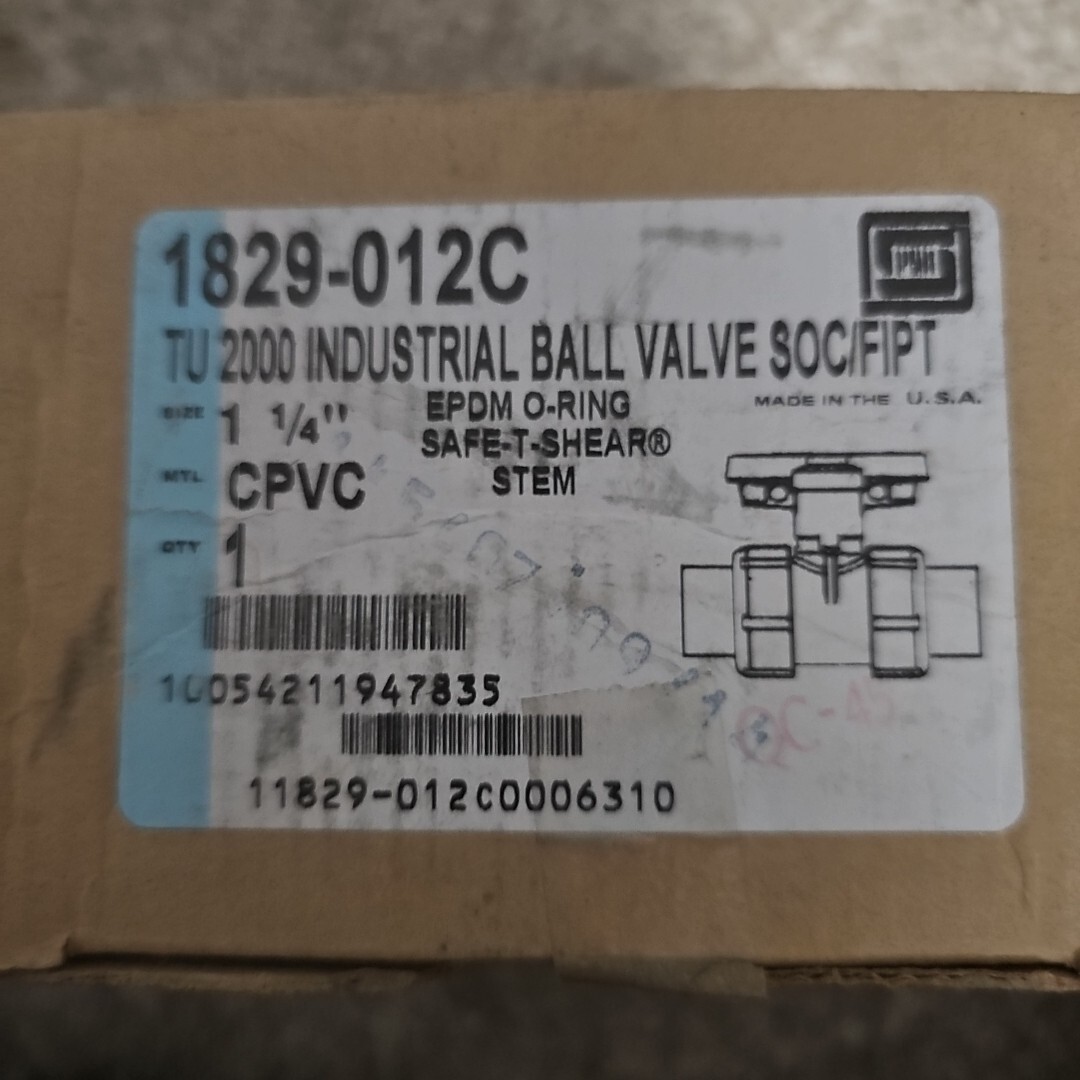 1829-012C
SPEARS
TU 2000 INDUSTRIAL BALL VALVE SOC/FIPT
SIZE 1 1/4" EPDM O-RING MADE IN THE U.S.A.
SAFE-T-SHEAR®
MTL CPVC STEM
QTY 1
10054211947835
11829-012C0006310